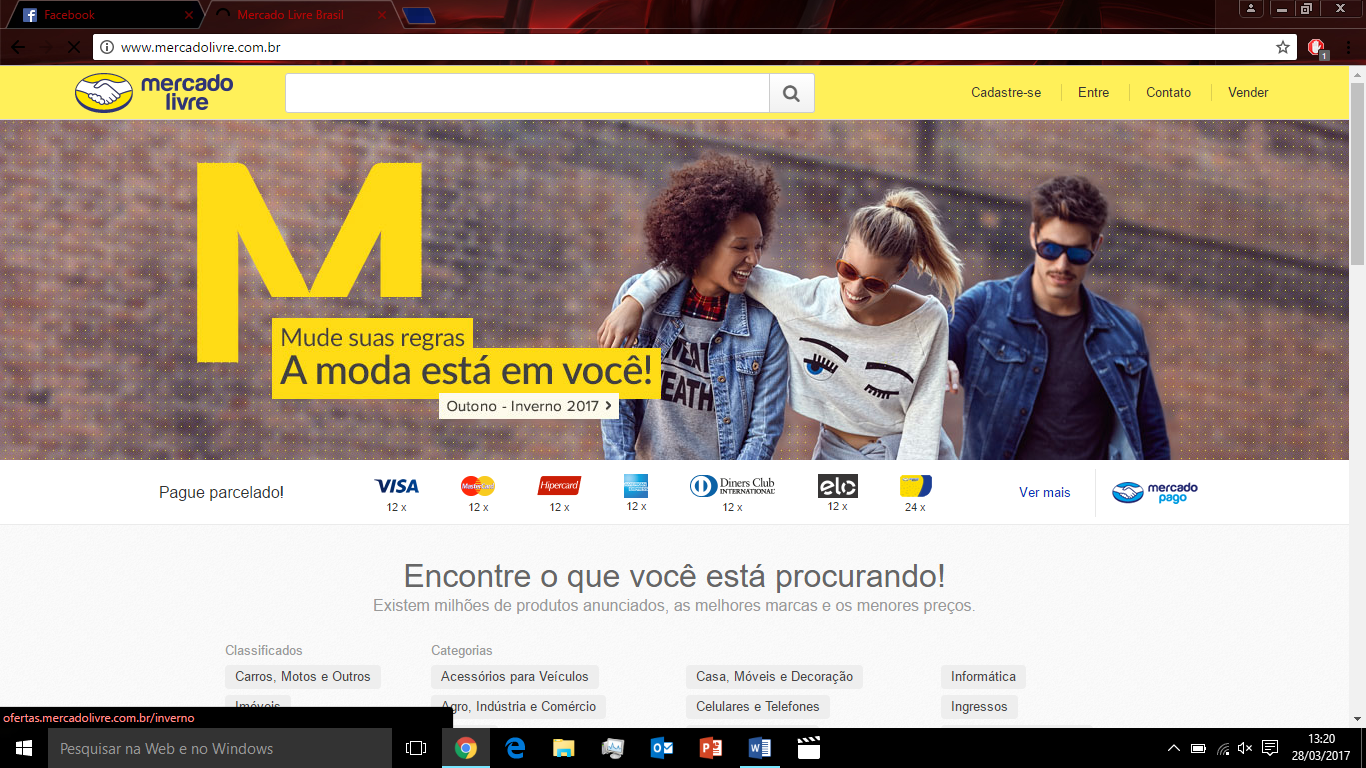 Facebook
Mercado Livre Brasil
www.mercadolivre.com.br
1
mercado
livre
Cadastre-se
Entre
Contato
Vender
M
Mude suas regras
A moda está em você!
Outono - Inverno 2017 >
Pague parcelado!
VISA
12 x
MasterCard
12 x
Hipercard
12 x
12 x
Diners Club
INTERNATIONAL
12 x
elo
12 x
24 x
Ver mais
mercado
pago
Encontre o que você está procurando!
Existem milhões de produtos anunciados, as melhores marcas e os menores preços.
Classificados
Categorias
Carros, Motos e Outros
Acessórios para Veículos
Casa, Móveis e Decoração
Informática
Imóveis
Agro, Indústria e Comércio
Celulares e Telefones
Ingressos
ofertas.mercadolivre.com.br/inverno
Pesquisar na Web e no Windows
13:20
28/03/2017